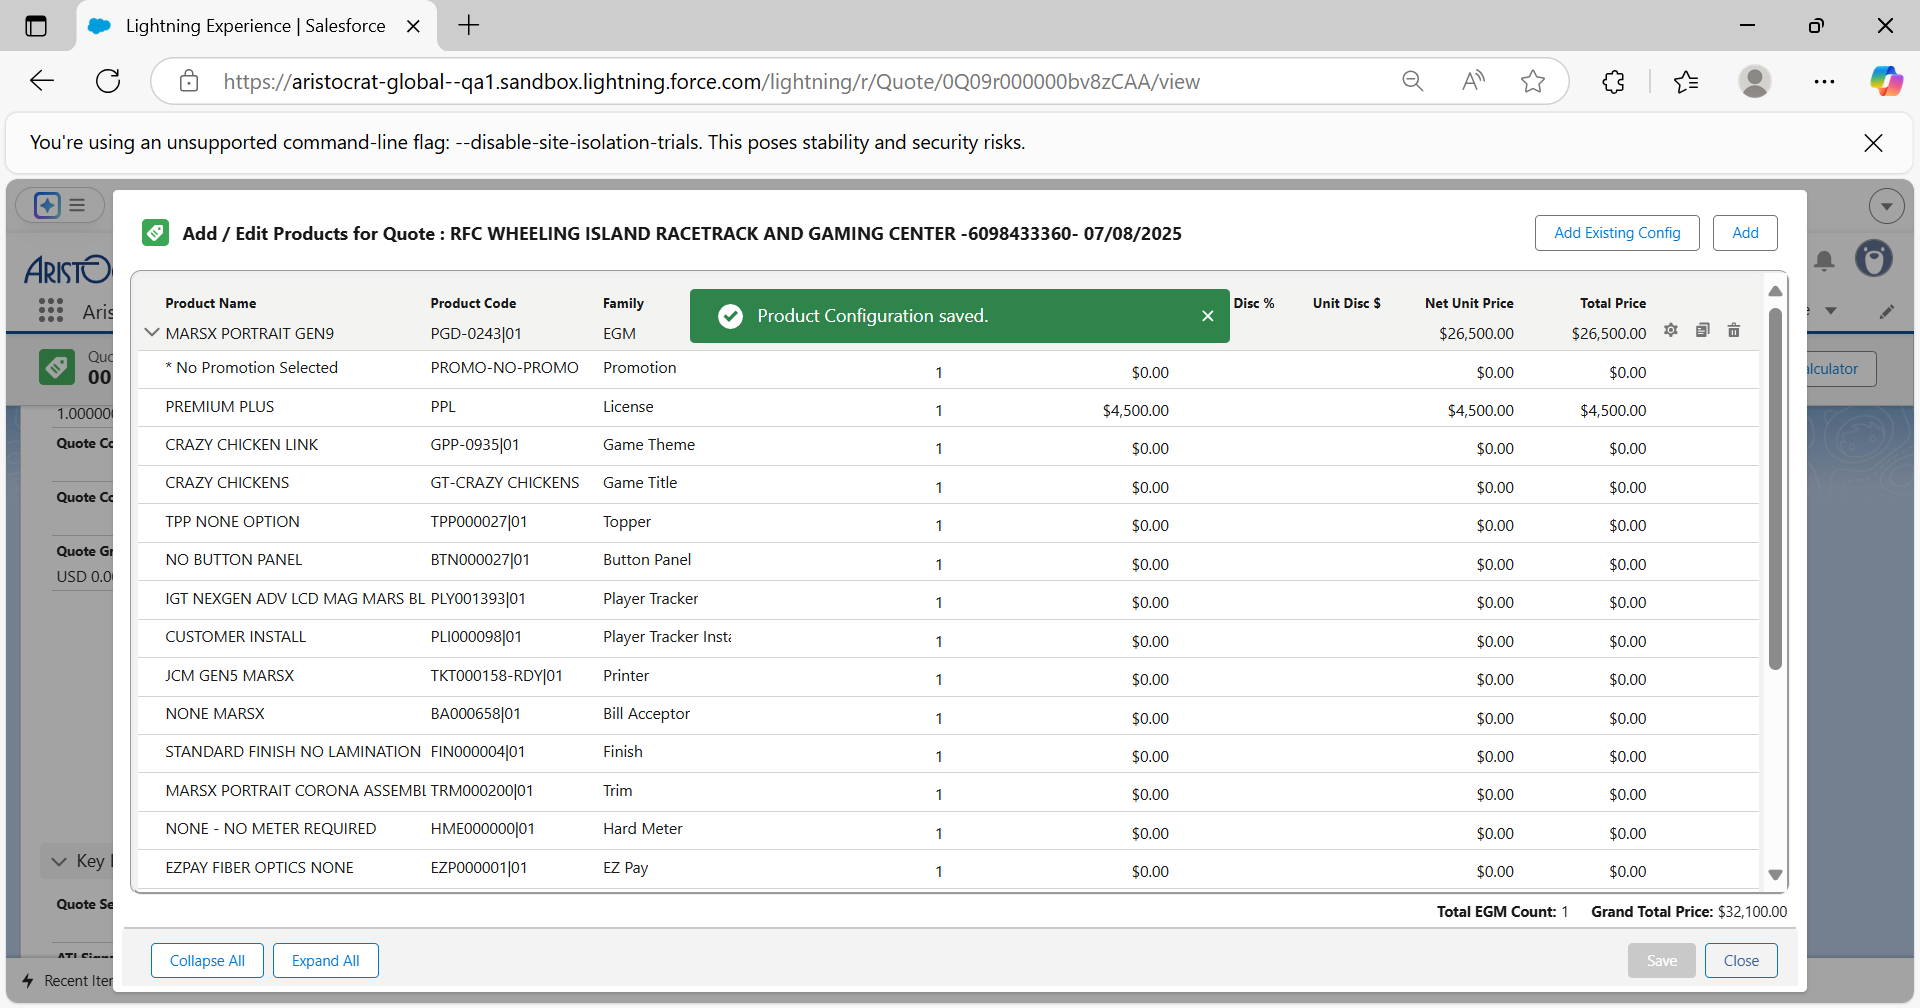 Lightning Experience | Salesforce
https://aristocrat-global--qa1.sandbox.lightning.force.com/lightning/r/Quote/0Q09r000000bv8zCAA/view
You're using an unsupported command-line flag: --disable-site-isolation-trials. This poses stability and security risks.
Add / Edit Products for Quote : RFC WHEELING ISLAND RACETRACK AND GAMING CENTER -6098433360- 07/08/2025
Add Existing Config
Add
Product Name Product Code Family Disc % Unit Disc $ Net Unit Price Total Price
Product Configuration saved.
MARSX PORTRAIT GEN9 PGD-0243|01 EGM $26,500.00 $26,500.00
* No Promotion Selected PROMO-NO-PROMO Promotion 1 $0.00 $0.00 $0.00
PREMIUM PLUS PPL License 1 $4,500.00 $4,500.00 $4,500.00
CRAZY CHICKEN LINK GPP-0935|01 Game Theme 1 $0.00 $0.00 $0.00
CRAZY CHICKENS GT-CRAZY CHICKENS Game Title 1 $0.00 $0.00 $0.00
TPP NONE OPTION TPP000027|01 Topper 1 $0.00 $0.00 $0.00
NO BUTTON PANEL BTN000027|01 Button Panel 1 $0.00 $0.00 $0.00
IGT NEXGEN ADV LCD MAG MARS BL PLY001393|01 Player Tracker 1 $0.00 $0.00 $0.00
CUSTOMER INSTALL PLI000098|01 Player Tracker Insta 1 $0.00 $0.00 $0.00
JCM GEN5 MARSX TKT000158-RDY|01 Printer 1 $0.00 $0.00 $0.00
NONE MARSX BA000658|01 Bill Acceptor 1 $0.00 $0.00 $0.00
STANDARD FINISH NO LAMINATION FIN000004|01 Finish 1 $0.00 $0.00 $0.00
MARSX PORTRAIT CORONA ASSEMBL TRM000200|01 Trim 1 $0.00 $0.00 $0.00
NONE - NO METER REQUIRED HME000000|01 Hard Meter 1 $0.00 $0.00 $0.00
EZPAY FIBER OPTICS NONE EZP000001|01 EZ Pay 1 $0.00 $0.00 $0.00
Total EGM Count: 1 Grand Total Price: $32,100.00
Collapse All
Expand All
Save
Close
ARISTOC
Aris
Quo
00
alculator
1.00000
Quote Co
Quote Co
Quote Gr
USD 0.0
Key
Quote Se
Recent Iter